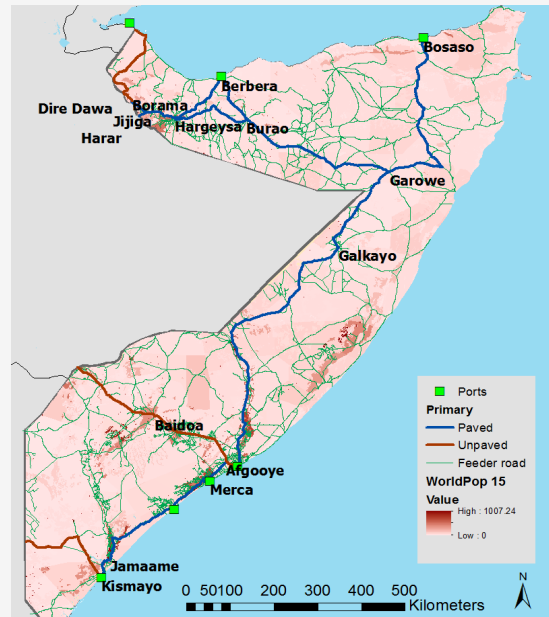 Bosaso
Berbera
Dire Dawa
Borama
Jijiga
Hargeysa
Burao
Harar
Garowe
Galkayo
Baidoa
Afgooye
Merca
Jamaame
Kismayo
Ports
Primary
Paved
Unpaved
Feeder road
WorldPop 15
Value
High : 1007.24
Low : 0
N
0 50100 200 300 400 500
Kilometers